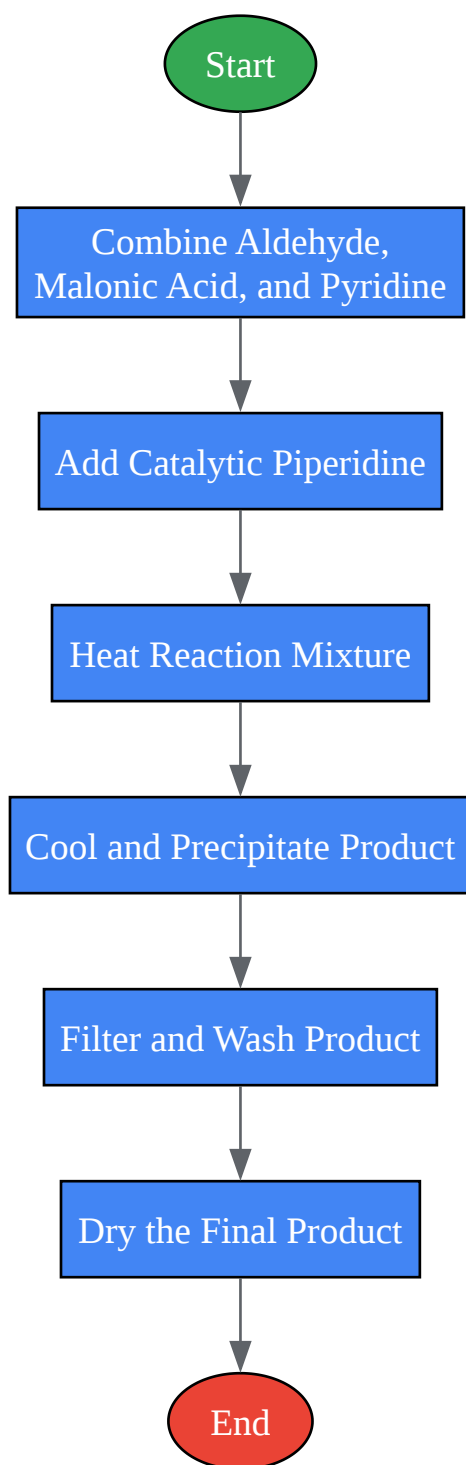 Start
Combine Aldehyde,
Malonic Acid, and Pyridine
Add Catalytic Piperidine
Heat Reaction Mixture
Cool and Precipitate Product
Filter and Wash Product
Dry the Final Product
End